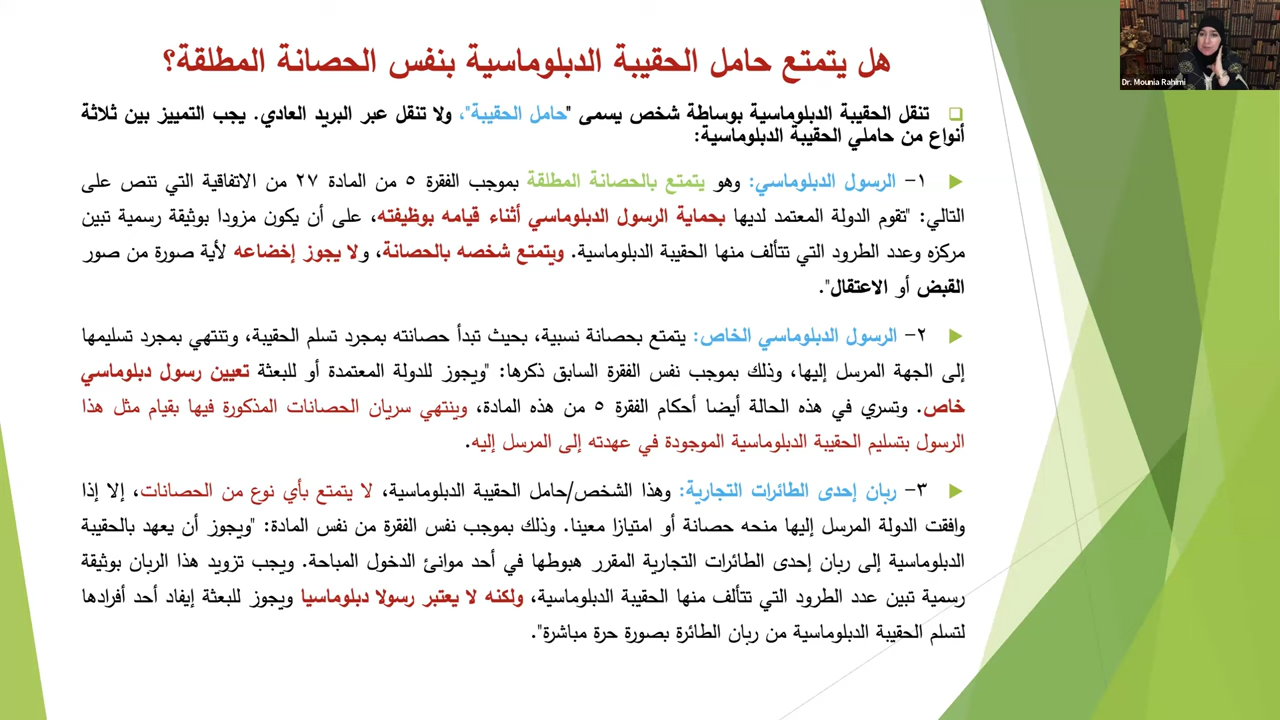 هل يتمتع حامل الحقيبة الدبلوماسية بنفس الحصانة المطلقة؟
Dr. Mounia Rahimi
تنقل الحقيبة الدبلوماسية بوساطة شخص يسمى "حامل الحقيبة"، ولا تنقل عبر البريد العادي. يجب التمييز بين ثلاثة
أنواع من حاملي الحقيبة الدبلوماسية:
١- الرسول الدبلوماسي: وهو يتمتع بالحصانة المطلقة بموجب الفقرة ٥ من المادة ٢٧ من الاتفاقية التي تنص على
التالي: "تقوم الدولة المعتمد لديها بحماية الرسول الدبلوماسي أثناء قيامه بوظيفته، على أن يكون مزودا بوثيقة رسمية تبين
مركزه وعدد الطرود التي تتألف منها الحقيبة الدبلوماسية. ويتمتع شخصه بالحصانة، ولا يجوز إخضاعه لأية صورة من صور
القبض أو الاعتقال".
٢- الرسول الدبلوماسي الخاص: يتمتع بحصانة نسبية، بحيث تبدأ حصانته بمجرد تسلم الحقيبة، وتنتهي بمجرد تسليمها
إلى الجهة المرسل إليها، وذلك بموجب نفس الفقرة السابق ذكرها: "ويجوز للدولة المعتمدة أو للبعثة تعيين رسول دبلوماسي
خاص. وتسري في هذه الحالة أيضا أحكام الفقرة ٥ من هذه المادة، وينتهي سريان الحصانات المذكورة فيها بقيام مثل هذا
الرسول بتسليم الحقيبة الدبلوماسية الموجودة في عهدته إلى المرسل إليه.
٣- ربان إحدى الطائرات التجارية: وهذا الشخص/حامل الحقيبة الدبلوماسية، لا يتمتع بأي نوع من الحصانات، إلا إذا
وافقت الدولة المرسل إليها منحه حصانة أو امتيازا معينا. وذلك بموجب نفس الفقرة من نفس المادة: "ويجوز أن يعهد بالحقيبة
الدبلوماسية إلى ربان إحدى الطائرات التجارية المقرر هبوطها في أحد موانئ الدخول المباحة. ويجب تزويد هذا الربان بوثيقة
رسمية تبين عدد الطرود التي تتألف منها الحقيبة الدبلوماسية، ولكنه لا يعتبر رسولا دبلوماسيا ويجوز للبعثة إيفاد أحد أفرادها
لتسلم الحقيبة الدبلوماسية من ربان الطائرة بصورة حرة مباشرة".